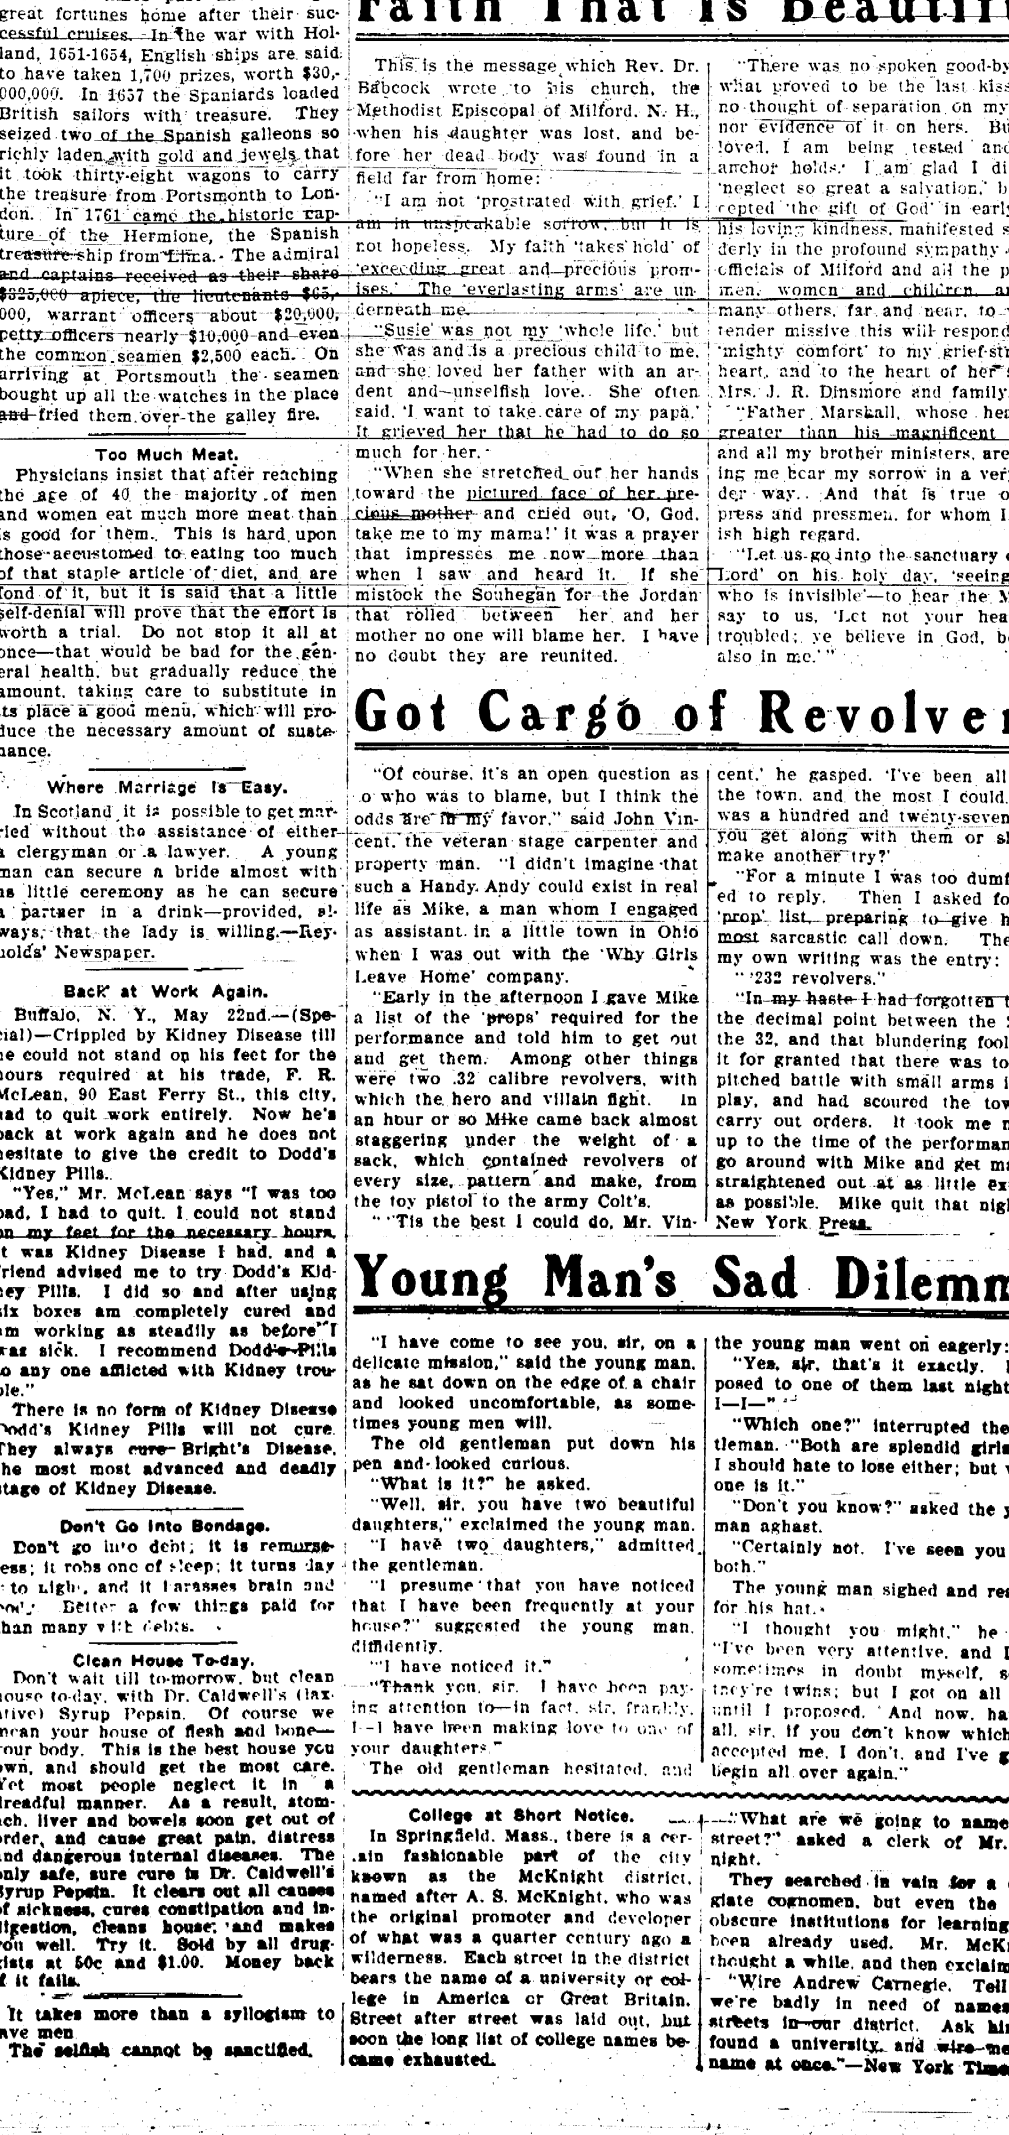 great fortunes home after their suc-
cessful cruises. In the war with Hol-
land, 1651-1654, English ships are said
to have taken 1,700 prizes, worth $30,-
000,000. In 1657 the Spaniards loaded
British sailors with treasure. They
seized two of the Spanish galleons so
richly laden with gold and jewels that
it took thirty-eight wagons to carry
the treasure from Portsmouth to Lon-
don. In 1761 came the historic cap-
ture of the Hermione, the Spanish
treasure ship from Lima. The admiral
and captains received as their share
$325,000 apiece, the lieutenants $65,-
000, warrant officers about $20,000,
petty officers nearly $10,000 and even
the common seamen $2,500 each. On
arriving at Portsmouth the seamen
bought up all the watches in the place
and fried them over the galley fire.
Too Much Meat.
Physicians insist that after reaching
the age of 40 the majority of men
and women eat much more meat than
is good for them. This is hard upon
those accustomed to eating too much
of that staple article of diet, and are
fond of it, but it is said that a little
self-denial will prove that the effort is
worth a trial. Do not stop it all at
once—that would be bad for the gen-
eral health, but gradually reduce the
amount, taking care to substitute in
its place a good menu, which will pro-
duce the necessary amount of suste-
nance.
Where Marriage Is Easy.
In Scotland it is possible to get mar-
ried without the assistance of either
a clergyman or a lawyer. A young
man can secure a bride almost with
as little ceremony as he can secure
a partner in a drink—provided, al-
ways, that the lady is willing.—Rey-
nolds' Newspaper.
Back at Work Again.
Buffalo, N. Y., May 22nd.—(Spe-
cial)—Crippled by Kidney Disease till
he could not stand on his feet for the
hours required at his trade, F. R.
McLean, 90 East Ferry St., this city,
had to quit work entirely. Now he's
back at work again and he does not
hesitate to give the credit to Dodd's
Kidney Pills.
"Yes," Mr. McLean says "I was too
bad, I had to quit. I could not stand
on my feet for the necessary hours.
It was Kidney Disease I had, and a
friend advised me to try Dodd's Kid-
ney Pills. I did so and after using
six boxes am completely cured and
am working as steadily as before I
was sick. I recommend Dodd's Pills
to any one afflicted with Kidney trou-
ble."
There is no form of Kidney Disease
Dodd's Kidney Pills will not cure.
They always cure Bright's Disease,
the most most advanced and deadly
stage of Kidney Disease.
Don't Go Into Bondage.
Don't go into debt; it is remorse-
less; it robs one of sleep; it turns day
to night, and it harasses brain and
body. Better a few things paid for
than many with debts.
Clean House To-day.
Don't wait till to-morrow, but clean
house to-day, with Dr. Caldwell's (lax-
ative) Syrup Pepsin. Of course we
mean your house of flesh and bone—
your body. This is the best house you
own, and should get the most care.
Yet most people neglect it in a
dreadful manner. As a result, stom-
ach, liver and bowels soon get out of
order, and cause great pain, distress
and dangerous internal diseases. The
only safe, sure cure is Dr. Caldwell's
Syrup Pepsin. It clears out all causes
of sickness, cures constipation and in-
digestion, cleans house, and makes
you well. Try it. Sold by all drug-
gists at 50c and $1.00. Money back
if it fails.
It takes more than a syllogism to
save men
The selfish cannot be sanctified.
Faith That Is Beautif
This is the message which Rev. Dr.
Babcock wrote to his church, the
Methodist Episcopal of Milford, N. H.,
when his daughter was lost, and be-
fore her dead body was found in a
field far from home:
"I am not 'prostrated with grief.' I
am in unspeakable sorrow, but it is
not hopeless. My faith 'takes hold' of
'exceeding great and precious prom-
ises.' The 'everlasting arms' are un-
derneath me.
"Susie was not my 'whole life,' but
she was and is a precious child to me,
and she loved her father with an ar-
dent and unselfish love. She often
said, 'I want to take care of my papa.'
It grieved her that he had to do so
much for her.
"When she stretched out her hands
toward the pictured face of her pre-
cious mother and cried out, 'O, God,
take me to my mama!' it was a prayer
that impresses me now more than
when I saw and heard it. If she
mistook the Souhegan for the Jordan
that rolled between her and her
mother no one will blame her. I have
no doubt they are reunited.
"There was no spoken good-by
what proved to be the last kiss
no thought of separation on my
nor evidence of it on hers. Bu
loved, I am being tested and
anchor holds. I am glad I di
'neglect so great a salvation,' b
cepted 'the gift of God' in early
his loving kindness, manifested s
derly in the profound sympathy
officials of Milford and all the p
men, women and children, an
many others, far and near, to
tender missive this will respond
'mighty comfort' to my grief-str
heart, and to the heart of her s
Mrs. J. R. Dinsmore and family
"Father Marshall, whose her
greater than his magnificent
and all my brother ministers, are
ing me bear my sorrow in a very
der way. And that is true o
press and pressmen, for whom I
ish high regard.
"Let us go into the sanctuary
Lord' on his holy day, 'seeing
who is invisible'—to hear the M
say to us, 'Let not your hea
troubled; ye believe in God, be
also in me.'"
Got Cargo of Revolver
"Of course, it's an open question as
o who was to blame, but I think the
odds are in my favor," said John Vin-
cent, the veteran stage carpenter and
property man. "I didn't imagine that
such a Handy Andy could exist in real
life as Mike, a man whom I engaged
as assistant in a little town in Ohio
when I was out with the 'Why Girls
Leave Home' company.
"Early in the afternoon I gave Mike
a list of the 'props' required for the
performance and told him to get out
and get them. Among other things
were two .32 calibre revolvers, with
which the hero and villain fight. In
an hour or so Mike came back almost
staggering under the weight of a
sack, which contained revolvers of
every size, pattern and make, from
the toy pistol to the army Colt's.
"'Tis the best I could do, Mr. Vin-
cent,' he gasped. 'I've been all
the town, and the most I could
was a hundred and twenty-seven
you get along with them or sh
make another try?'
"For a minute I was too dumf
ed to reply. Then I asked fo
'prop' list, preparing to give h
most sarcastic call down. The
my own writing was the entry:
"'232 revolvers."
"In my haste I had forgotten t
the decimal point between the 2
the 32, and that blundering fool
it for granted that there was to
pitched battle with small arms i
play, and had scoured the tow
carry out orders. It took me n
up to the time of the performan
go around with Mike and get ma
straightened out at as little ex
as possible. Mike quit that nigh
New York Press.
Young Man's Sad Dilemm
"I have come to see you, sir, on a
delicate mission," said the young man,
as he sat down on the edge of a chair
and looked uncomfortable, as some-
times young men will.
The old gentleman put down his
pen and looked curious.
"What is it?" he asked.
"Well, sir, you have two beautiful
daughters," exclaimed the young man.
"I have two daughters," admitted
the gentleman.
"I presume that you have noticed
that I have been frequently at your
house?" suggested the young man,
diffidently.
"I have noticed it."
"Thank you, sir. I have been pay-
ing attention to—in fact, sir, frankly,
I—I have been making love to one of
your daughters."
The old gentleman hesitated, and
the young man went on eagerly:
"Yes, sir, that's it exactly. I
posed to one of them last night
I—I—"
"Which one?" interrupted the
tleman. "Both are splendid girls
I should hate to lose either; but w
one is it."
"Don't you know?" asked the y
man aghast.
"Certainly not. I've seen you
both."
The young man sighed and rea
for his hat.
"I thought you might," he
"I've been very attentive, and I
sometimes in doubt myself, s
they're twins; but I got on all
until I proposed. And now, ha
all, sir, if you don't know which
accepted me, I don't, and I've g
begin all over again."
College at Short Notice.
In Springfield, Mass., there is a cer-
tain fashionable part of the city
known as the McKnight district,
named after A. S. McKnight, who was
the original promoter and developer
of what was a quarter century ago a
wilderness. Each street in the district
bears the name of a university or col-
lege in America or Great Britain.
Street after street was laid out, but
soon the long list of college names be-
came exhausted.
"What are we going to name
street?" asked a clerk of Mr.
night.
They searched in vain for a
giate cognomen, but even the
obscure institutions for learning
been already used. Mr. McK
thought a while, and then exclaim
"Wire Andrew Carnegie. Tell
we're badly in need of names
streets in our district. Ask hi
found a university, and wire me
name at once."—New York Time